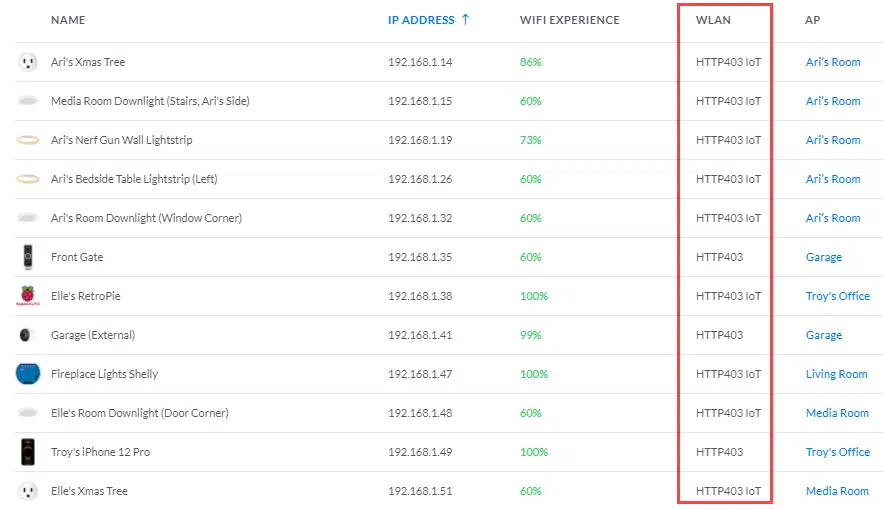 NAME IP ADDRESS ↑ WIFI EXPERIENCE WLAN AP
Ari's Xmas Tree 192.168.1.14 86% HTTP403 IoT Ari's Room
Media Room Downlight (Stairs, Ari's Side) 192.168.1.15 60% HTTP403 IoT Ari's Room
Ari's Nerf Gun Wall Lightstrip 192.168.1.19 73% HTTP403 IoT Ari's Room
Ari's Bedside Table Lightstrip (Left) 192.168.1.26 60% HTTP403 IoT Ari's Room
Ari's Room Downlight (Window Corner) 192.168.1.32 60% HTTP403 IoT Ari's Room
Front Gate 192.168.1.35 60% HTTP403 Garage
Elle's RetroPie 192.168.1.38 100% HTTP403 IoT Troy's Office
Garage (External) 192.168.1.41 99% HTTP403 Garage
Fireplace Lights Shelly 192.168.1.47 100% HTTP403 IoT Living Room
Elle's Room Downlight (Door Corner) 192.168.1.48 60% HTTP403 IoT Media Room
Troy's iPhone 12 Pro 192.168.1.49 100% HTTP403 Troy's Office
Elle's Xmas Tree 192.168.1.51 60% HTTP403 IoT Media Room